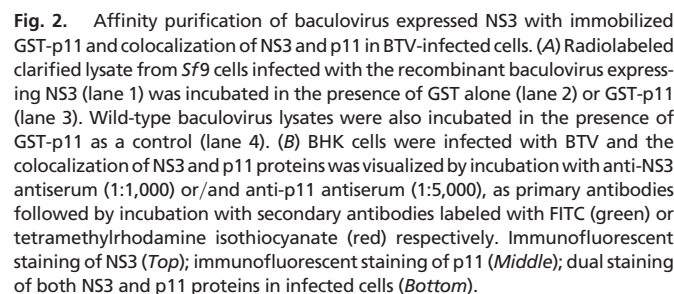 Fig. 2. Affinity purification of baculovirus expressed NS3 with immobilized
GST-p11 and colocalization of NS3 and p11 in BTV-infected cells. (A) Radiolabeled
clarified lysate from Sf9 cells infected with the recombinant baculovirus express-
ing NS3 (lane 1) was incubated in the presence of GST alone (lane 2) or GST-p11
(lane 3). Wild-type baculovirus lysates were also incubated in the presence of
GST-p11 as a control (lane 4). (B) BHK cells were infected with BTV and the
colocalization of NS3 and p11 proteins was visualized by incubation with anti-NS3
antiserum (1:1,000) or/and anti-p11 antiserum (1:5,000), as primary antibodies
followed by incubation with secondary antibodies labeled with FITC (green) or
tetramethylrhodamine isothiocyanate (red) respectively. Immunofluorescent
staining of NS3 (Top); immunofluorescent staining of p11 (Middle); dual staining
of both NS3 and p11 proteins in infected cells (Bottom).